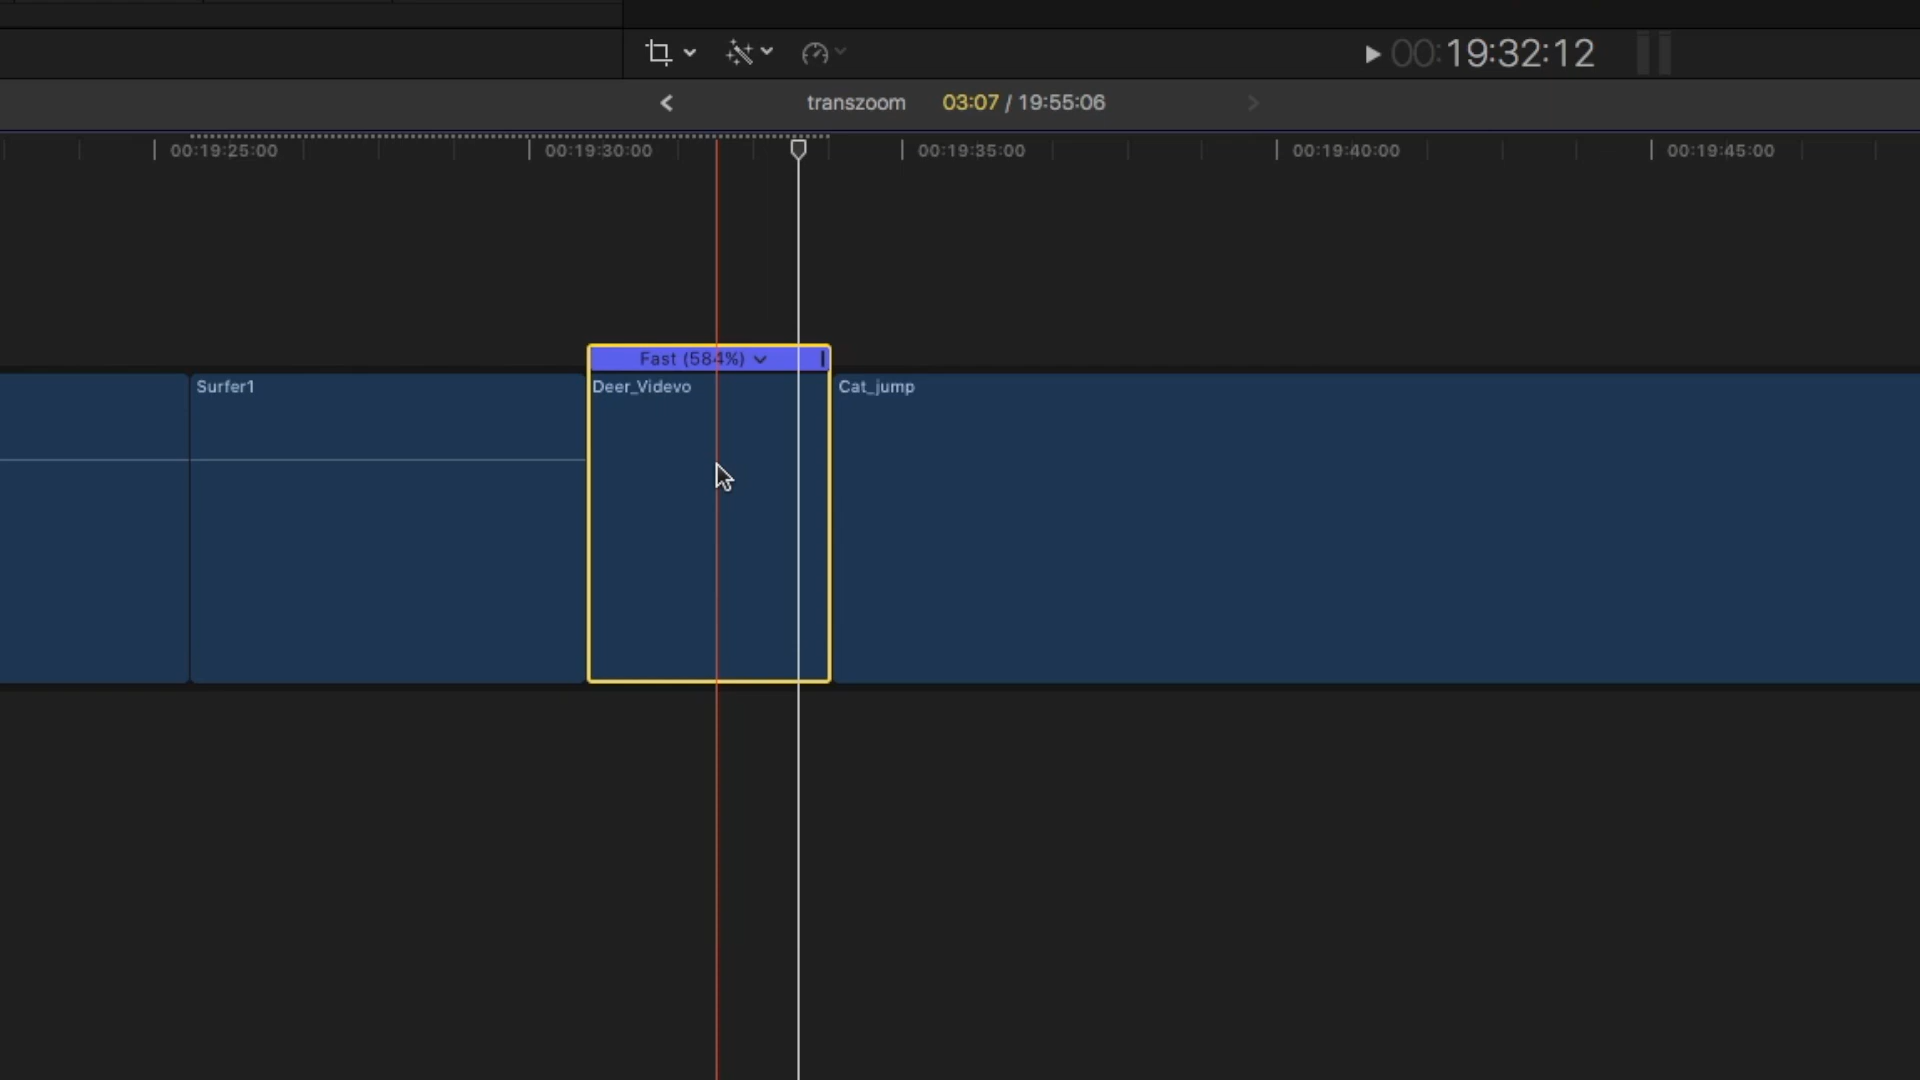 00:19:32:12
transzoom 03:07 / 19:55:06
00:19:25:00 00:19:30:00 00:19:35:00 00:19:40:00 00:19:45:00
Fast (584%)
Surfer1 Deer_Videvo Cat_jump